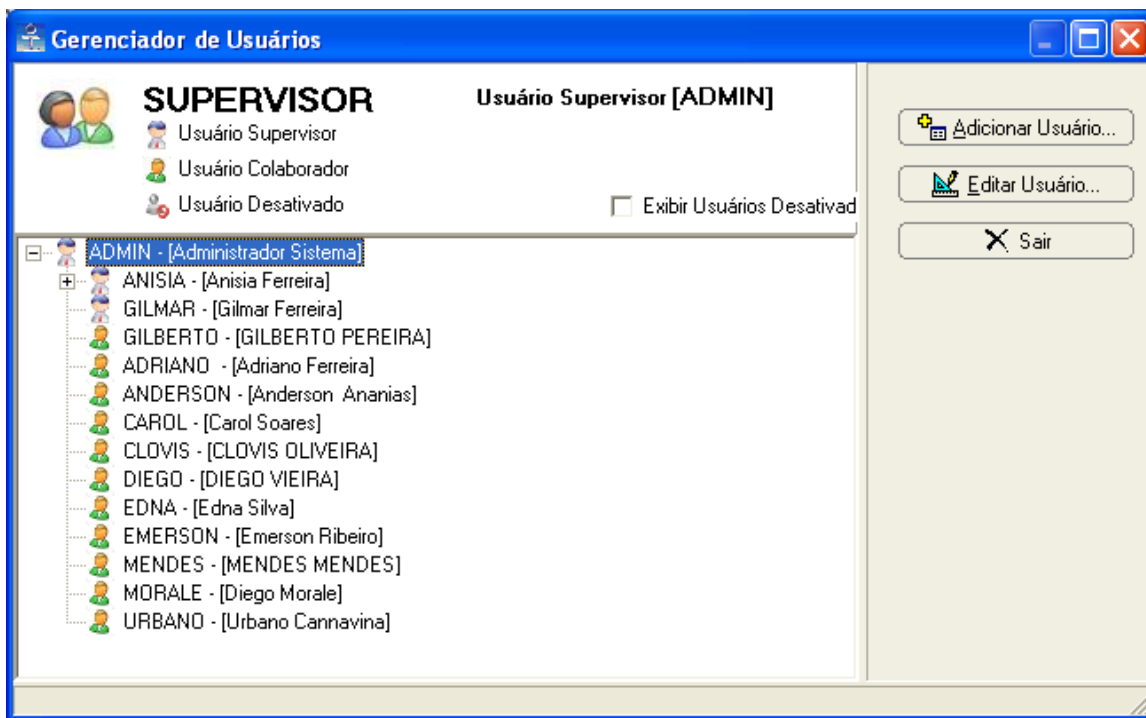 Gerenciador de Usuários
SUPERVISOR
Usuário Supervisor [ADMIN]
Usuário Supervisor
Usuário Colaborador
Usuário Desativado
Exibir Usuários Desativad
Adicionar Usuário...
Editar Usuário...
Sair
ADMIN - [Administrador Sistema]
ANISIA - [Anisia Ferreira]
GILMAR - [Gilmar Ferreira]
GILBERTO - [GILBERTO PEREIRA]
ADRIANO - [Adriano Ferreira]
ANDERSON - [Anderson Ananias]
CAROL - [Carol Soares]
CLOVIS - [CLOVIS OLIVEIRA]
DIEGO - [DIEGO VIEIRA]
EDNA - [Edna Silva]
EMERSON - [Emerson Ribeiro]
MENDES - [MENDES MENDES]
MORALE - [Diego Morale]
URBANO - [Urbano Cannavina]